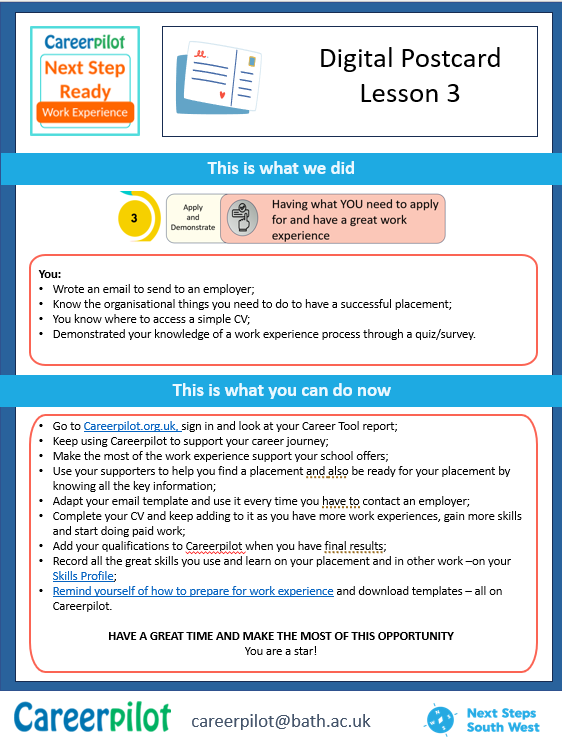 Careerpilot
Next Step
Ready
Work Experience
Digital Postcard
Lesson 3
This is what we did
3
Apply
and
Demonstrate
Having what YOU need to apply
for and have a great work
experience
You:
• Wrote an email to send to an employer;
• Know the organisational things you need to do to have a successful placement;
• You know where to access a simple CV;
• Demonstrated your knowledge of a work experience process through a quiz/survey.
This is what you can do now
• Go to Careerpilot.org.uk, sign in and look at your Career Tool report;
• Keep using Careerpilot to support your career journey;
• Make the most of the work experience support your school offers;
• Use your supporters to help you find a placement and also be ready for your placement by
knowing all the key information;
• Adapt your email template and use it every time you have to contact an employer;
• Complete your CV and keep adding to it as you have more work experiences, gain more skills
and start doing paid work;
• Add your qualifications to Careerpilot when you have final results;
• Record all the great skills you use and learn on your placement and in other work –on your
Skills Profile;
• Remind yourself of how to prepare for work experience and download templates – all on
Careerpilot.
HAVE A GREAT TIME AND MAKE THE MOST OF THIS OPPORTUNITY
You are a star!
Careerpilot
careerpilot@bath.ac.uk
Next Steps
South West